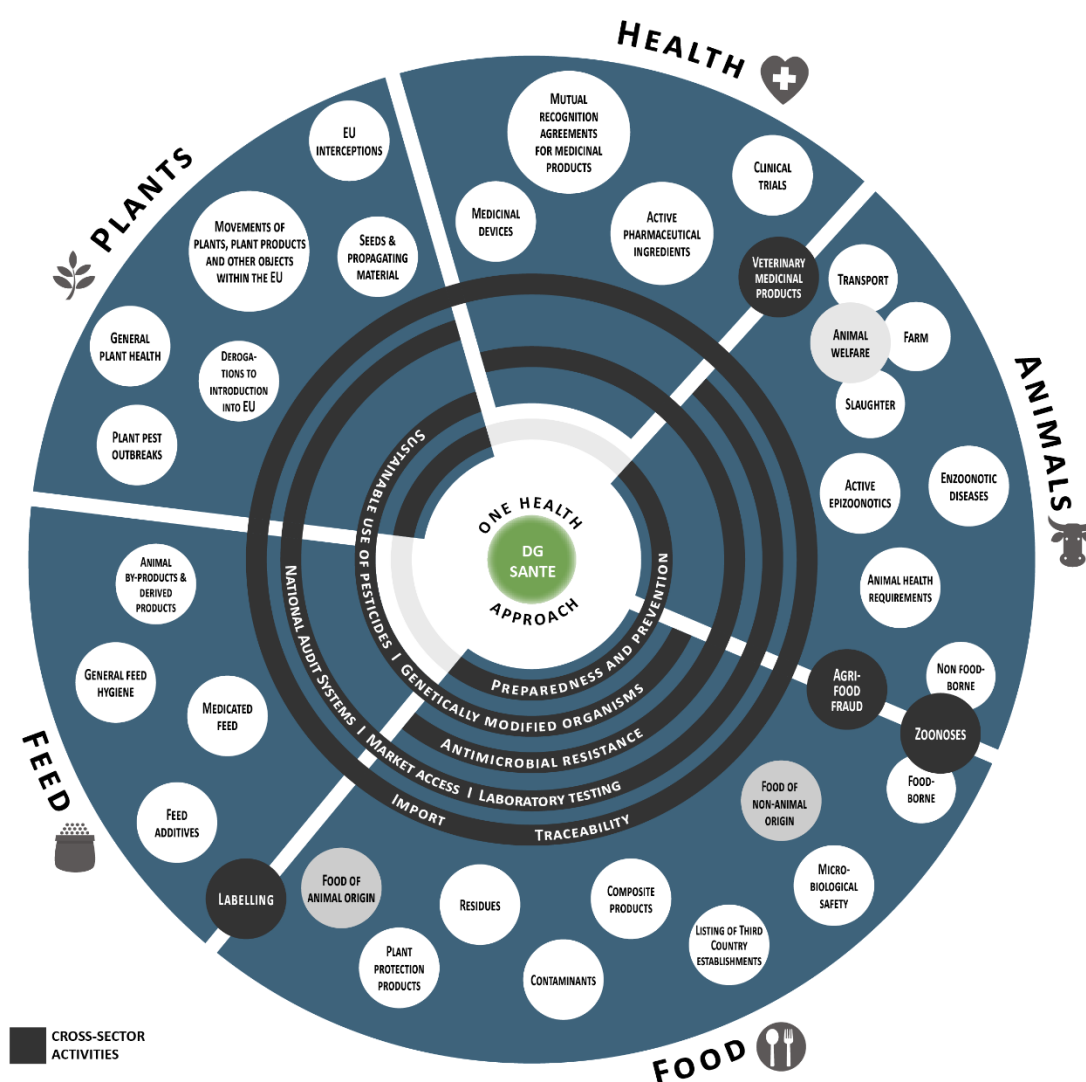 HEALTH
MUTUAL
RECOGNITION
AGREEMENTS
FOR MEDICINAL
PRODUCTS
CLINICAL
TRIALS
MEDICINAL
DEVICES
ACTIVE
PHARMACEUTICAL
INGREDIENTS
VETERINARY
MEDICINAL
PRODUCTS
PLANTS
EU
INTERCEPTIONS
MOVEMENTS OF
PLANTS, PLANT PRODUCTS
AND OTHER OBJECTS
WITHIN THE EU
SEEDS &
PROPAGATING
MATERIAL
GENERAL
PLANT HEALTH
DEROGA-
TIONS TO
INTRODUCTION
INTO EU
PLANT PEST
OUTBREAKS
ANIMALS
TRANSPORT
ANIMAL
WELFARE
FARM
SLAUGHTER
ACTIVE
EPIZOONOTICS
ENZOONOTIC
DISEASES
ANIMAL HEALTH
REQUIREMENTS
NON FOOD-
BORNE
AGRI-
FOOD
FRAUD
ZOONOSES
FOOD-
BORNE
ONE HEALTH
DG
SANTE
APPROACH
SUSTAINABLE USE OF PESTICIDES | GENETICALLY MODIFIED ORGANISMS
PREPAREDNESS AND PREVENTION
ANTIMICROBIAL RESISTANCE
NATIONAL AUDIT SYSTEMS | MARKET ACCESS | LABORATORY TESTING
IMPORT
TRACEABILITY
FEED
ANIMAL
BY-PRODUCTS &
DERIVED
PRODUCTS
GENERAL FEED
HYGIENE
MEDICATED
FEED
FEED
ADDITIVES
LABELLING
FOOD
FOOD OF
ANIMAL ORIGIN
PLANT
PROTECTION
PRODUCTS
RESIDUES
CONTAMINANTS
COMPOSITE
PRODUCTS
LISTING OF THIRD
COUNTRY
ESTABLISHMENTS
FOOD OF
NON-ANIMAL
ORIGIN
MICRO-
BIOLOGICAL
SAFETY
CROSS-SECTOR
ACTIVITIES